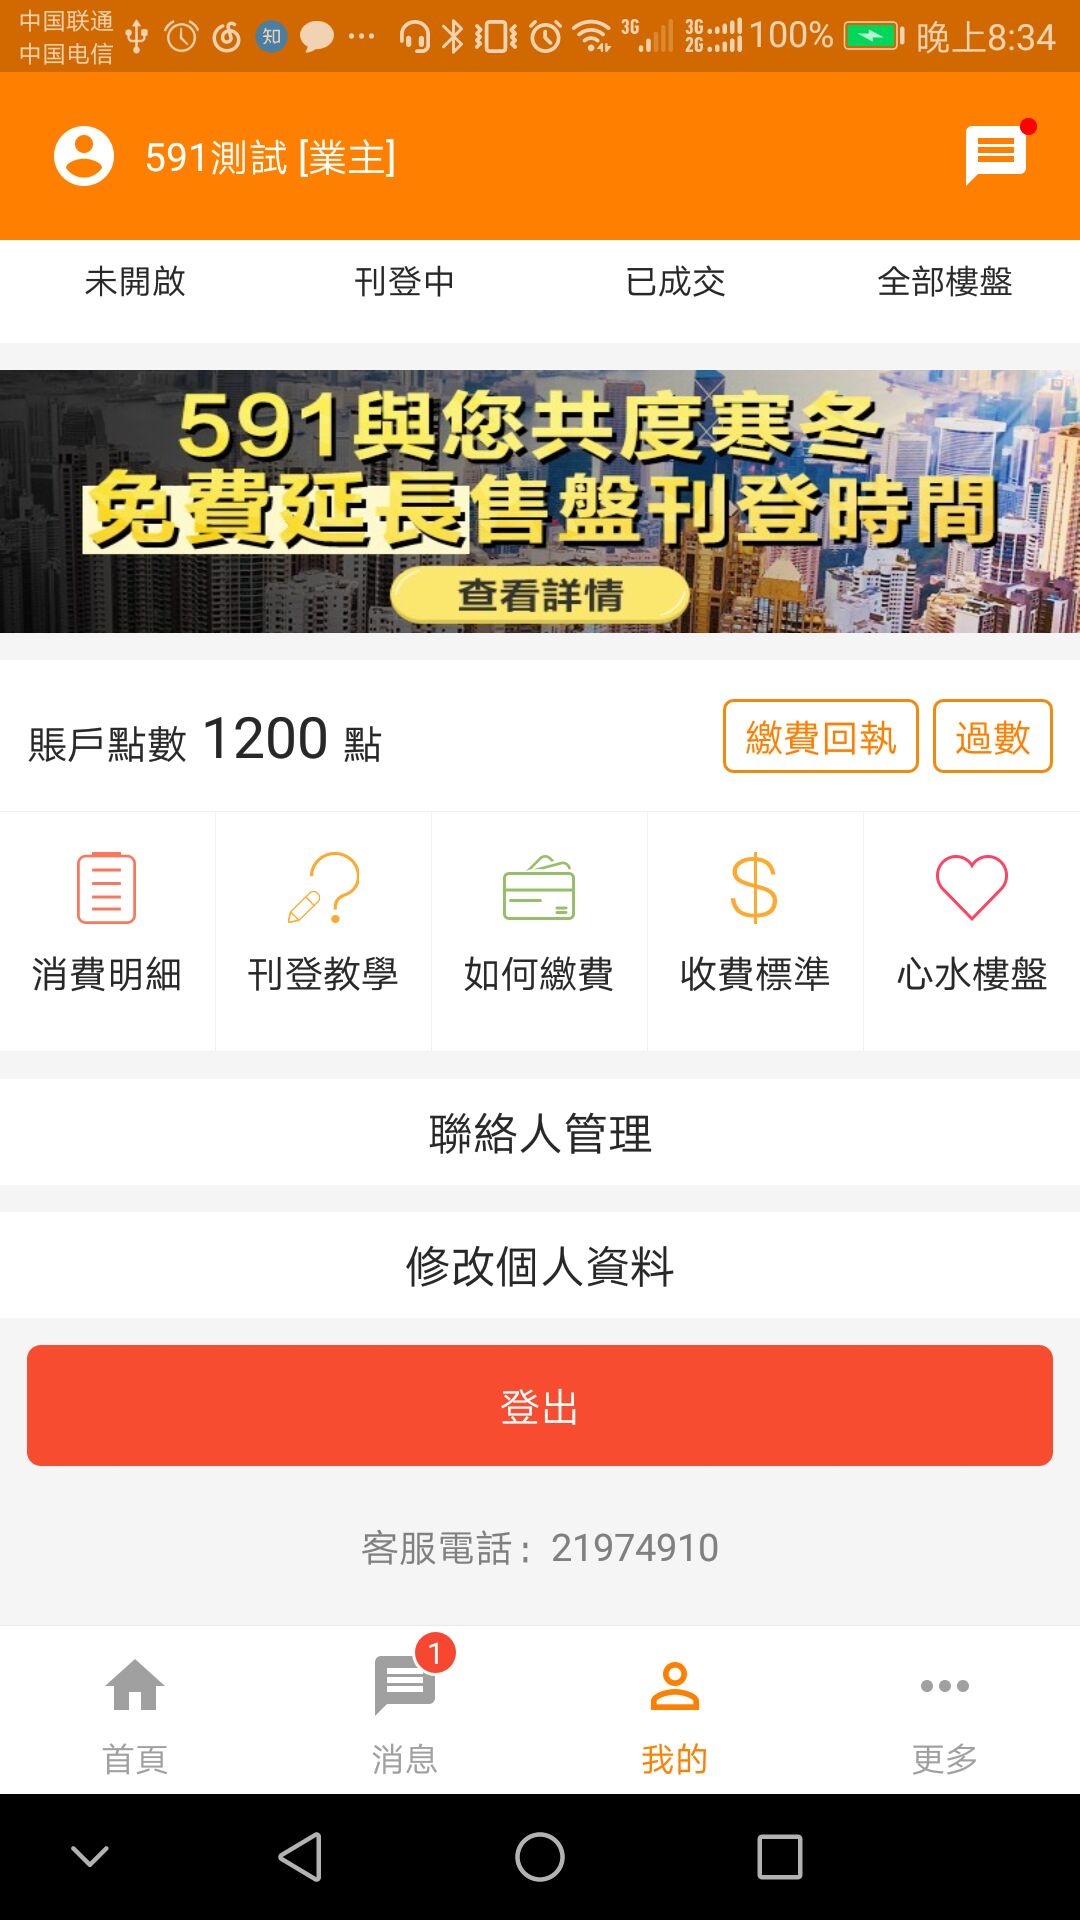 中国联通
中国电信
知
3G
3G
2G
100%
晚上8:34
591測試 [業主]
未開啟 刊登中 已成交 全部樓盤
591與您共度寒冬
免費延長售盤刊登時間
查看詳情
賬戶點數 1200 點
繳費回執 過數
消費明細 刊登教學 如何繳費 收費標準 心水樓盤
聯絡人管理
修改個人資料
登出
客服電話：21974910
1
首頁 消息 我的 更多